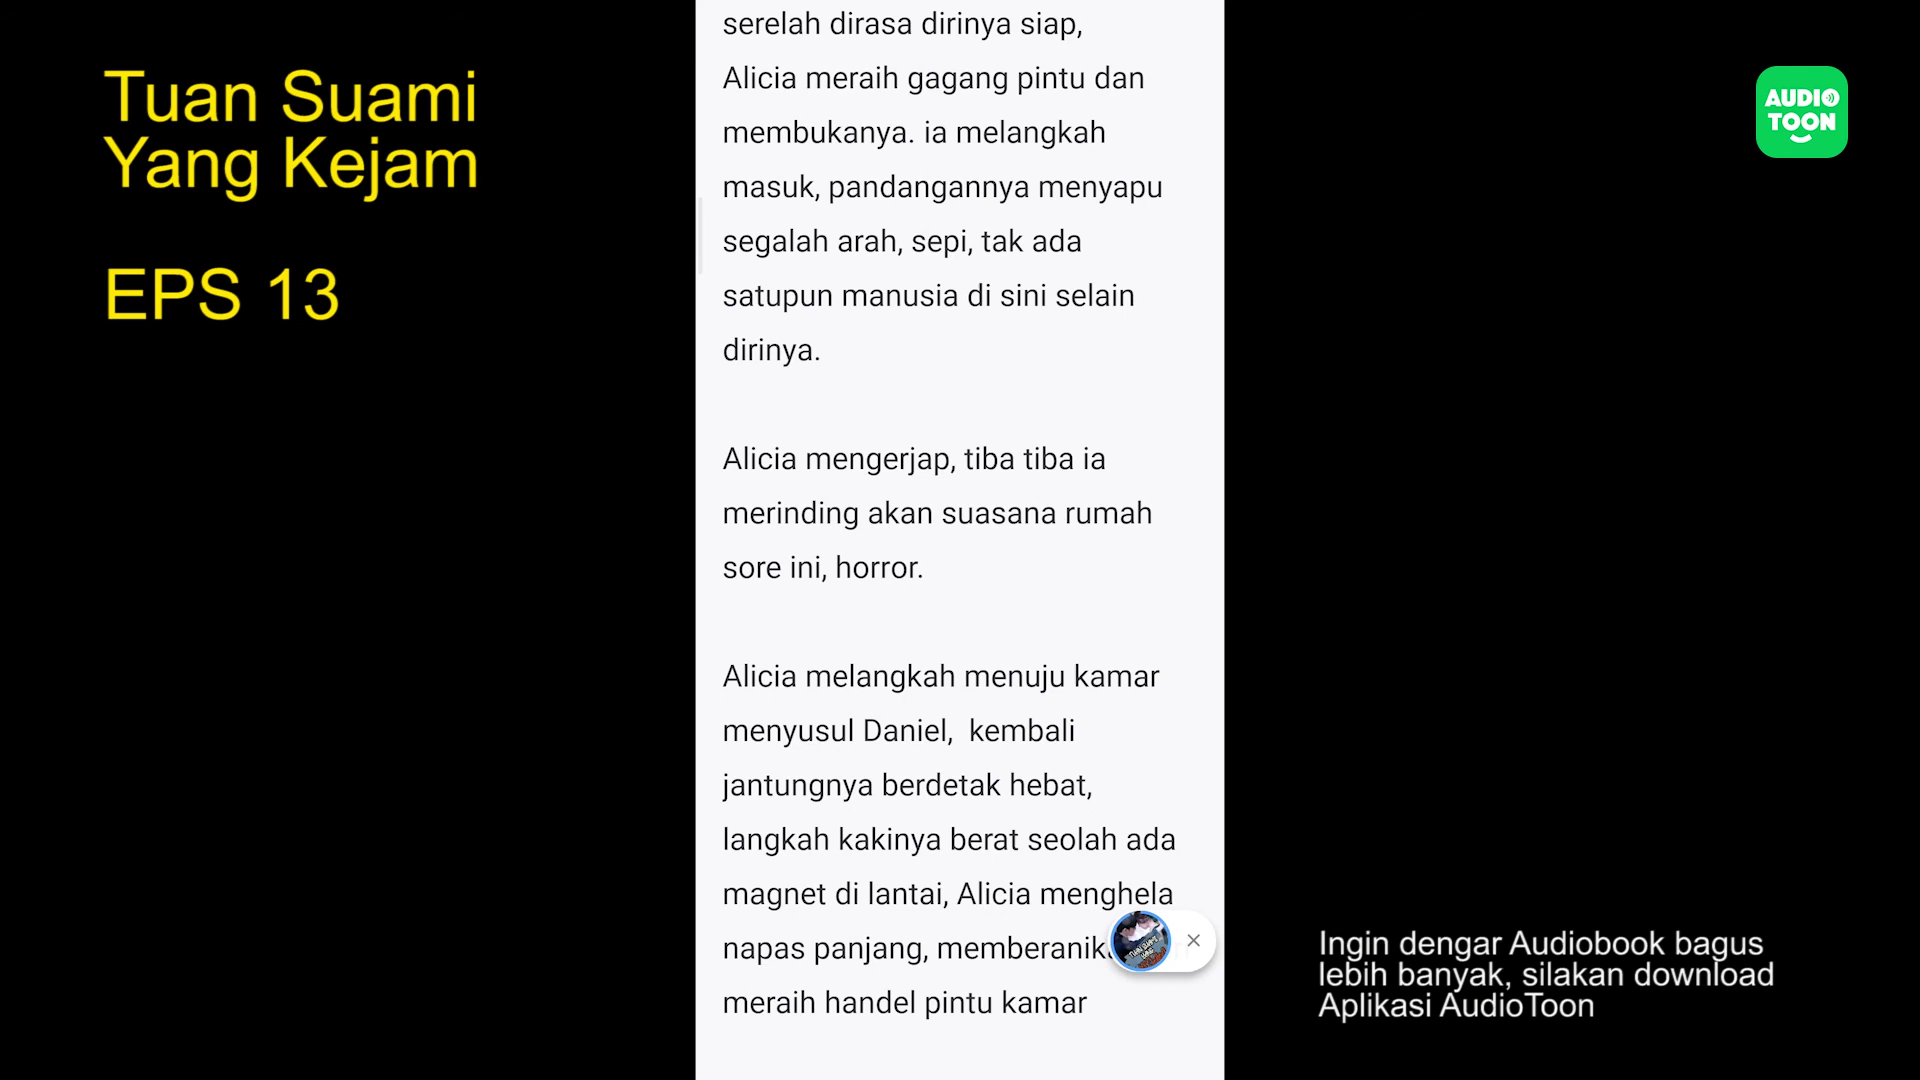 Tuan Suami
Yang Kejam
EPS 13
serelah dirasa dirinya siap,
Alicia meraih gagang pintu dan
membukanya. ia melangkah
masuk, pandangannya menyapu
segalah arah, sepi, tak ada
satupun manusia di sini selain
dirinya.
Alicia mengerjap, tiba tiba ia
merinding akan suasana rumah
sore ini, horror.
Alicia melangkah menuju kamar
menyusul Daniel,  kembali
jantungnya berdetak hebat,
langkah kakinya berat seolah ada
magnet di lantai, Alicia menghela
napas panjang,
meraih handel pintu kamar
AUDIO
TOON
Ingin dengar Audiobook bagus
lebih banyak, silakan download
Aplikasi AudioToon